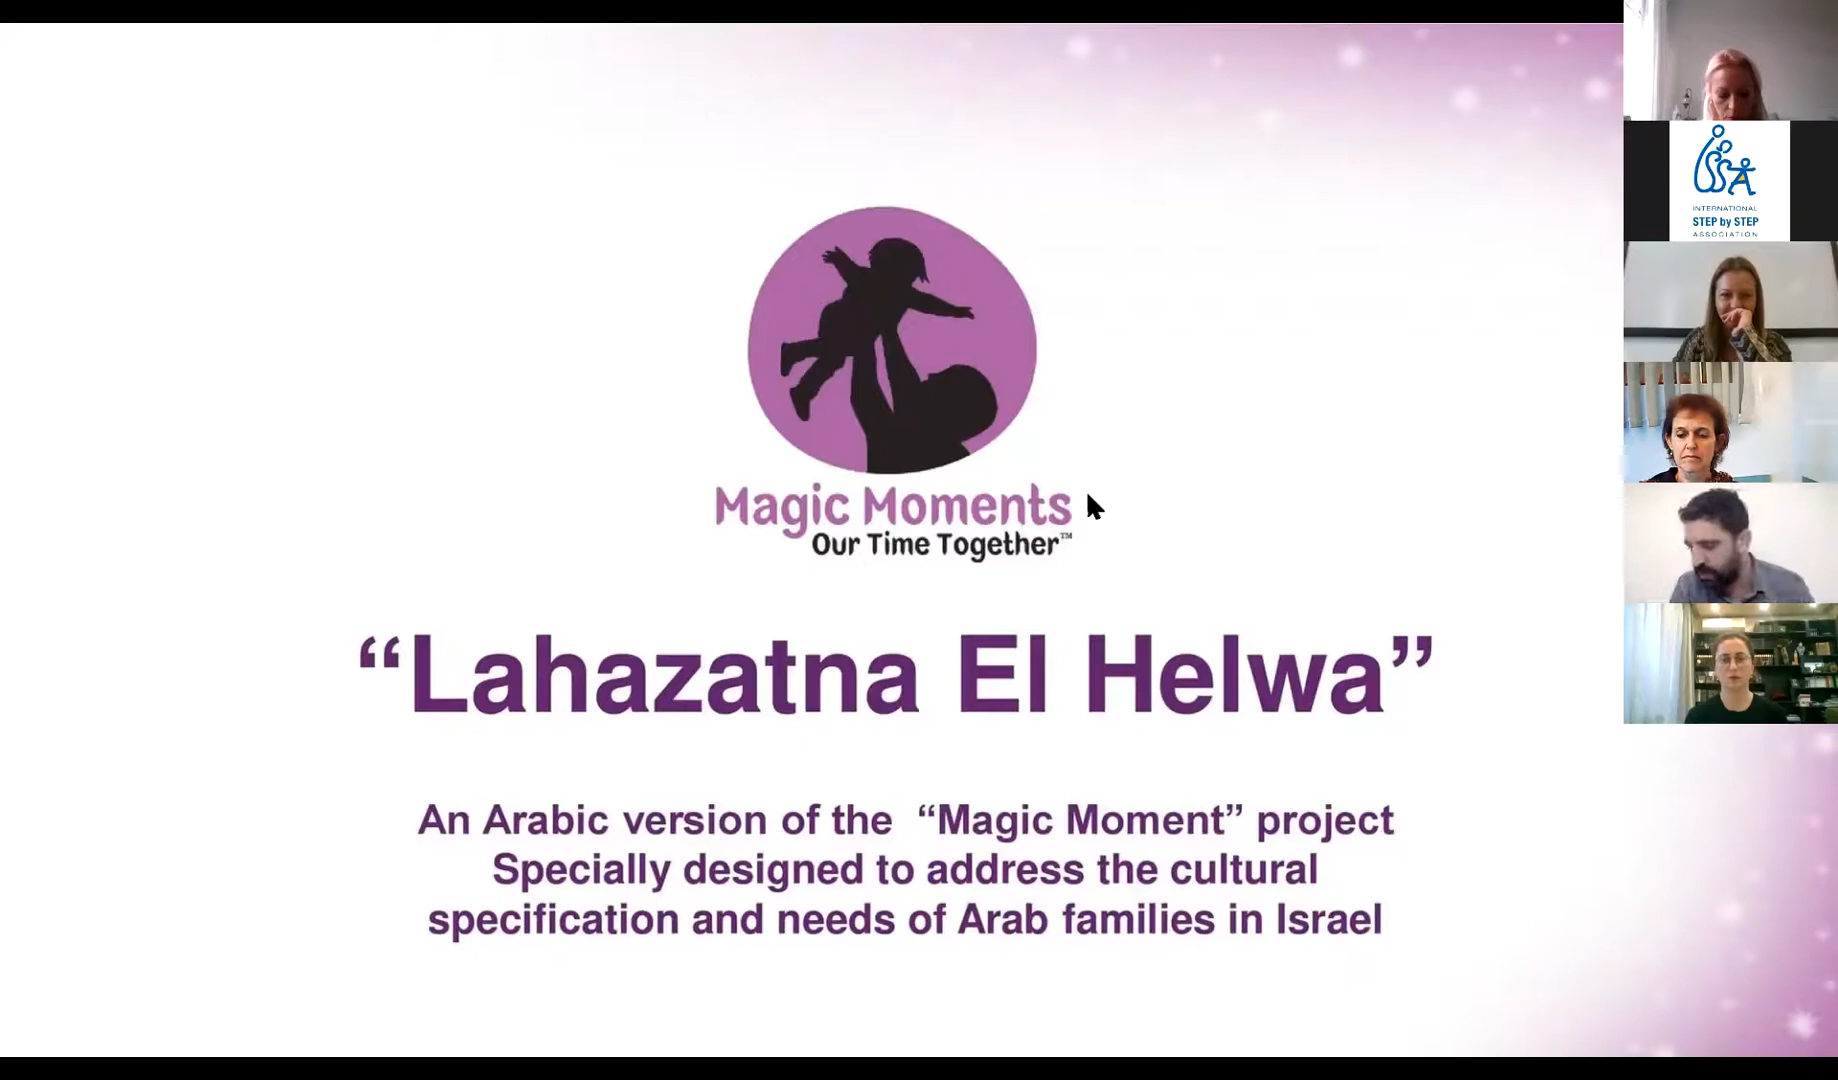 Magic Moments
Our Time Together™
“Lahazatna El Helwa”
An Arabic version of the “Magic Moment” project
Specially designed to address the cultural
specification and needs of Arab families in Israel
ISSA
INTERNATIONAL
STEP by STEP
ASSOCIATION